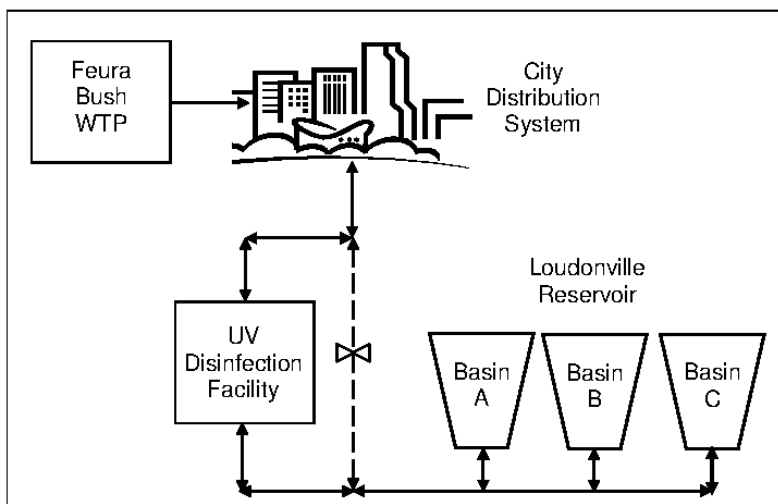 Feura
Bush
WTP
City
Distribution
System
Loudonville
Reservoir
UV
Disinfection
Facility
Basin
A
Basin
B
Basin
C